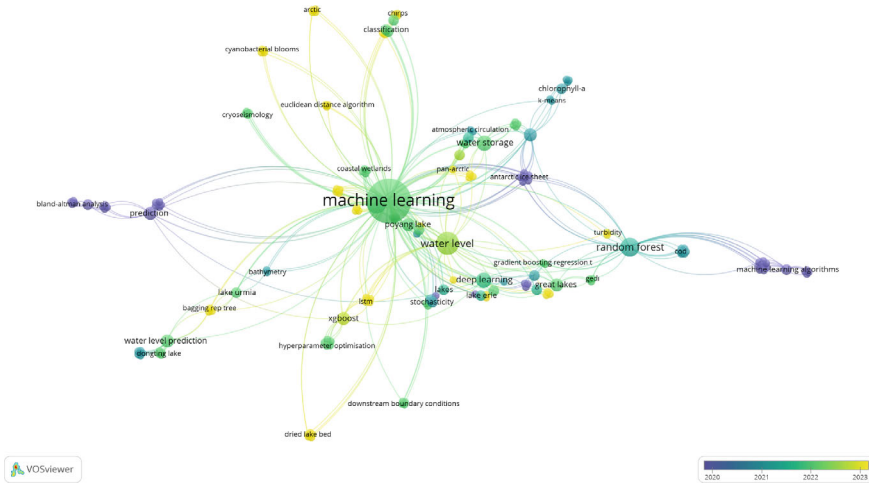 arctic
chirps
classification
cyanobacterial blooms
chlorophyll-a
k-means
euclidean distance algorithm
cryoseismology
atmospheric circulation
water storage
coastal wetlands
pan-arctic
antarctic ice sheet
machine learning
bland-altman analysis
prediction
poyang lake
turbidity
water level
random forest
cod
gradient boosting regression t
machine learning algorithms
bathymetry
deep learning
gedi
great lakes
lakes
lake erie
lake urmia
lstm
stochasticity
bagging rep tree
xgboost
water level prediction
hyperparameter optimisation
dongting lake
downstream boundary conditions
dried lake bed
VOSviewer
2020 2021 2022 2023